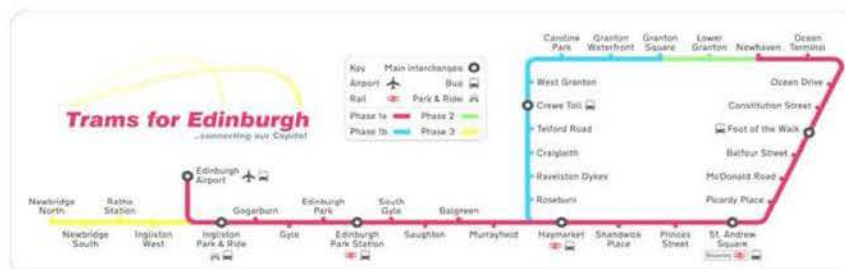 Trams for Edinburgh
...connecting our Capital
Key Main interchanges
Airport Bus
Rail Park & Ride
Phase 1a Phase 2
Phase 1b Phase 3
Caroline Park
Granton Waterfront
Granton Square
Lower Granton
Newhaven
Ocean Terminal
West Granton
Crewe Toll
Telford Road
Craigleith
Ravelston Dykes
Roseburn
Ocean Drive
Constitution Street
Foot of the Walk
Balfour Street
McDonald Road
Picardy Place
Edinburgh Airport
Newbridge North
Ratho Station
Gogarburn
Edinburgh Park
South Gyle
Balgreen
Newbridge South
Ingliston West
Ingliston Park & Ride
Gyle
Edinburgh Park Station
Saughton
Murrayfield
Haymarket
Shandwick Place
Princes Street
St. Andrew Square